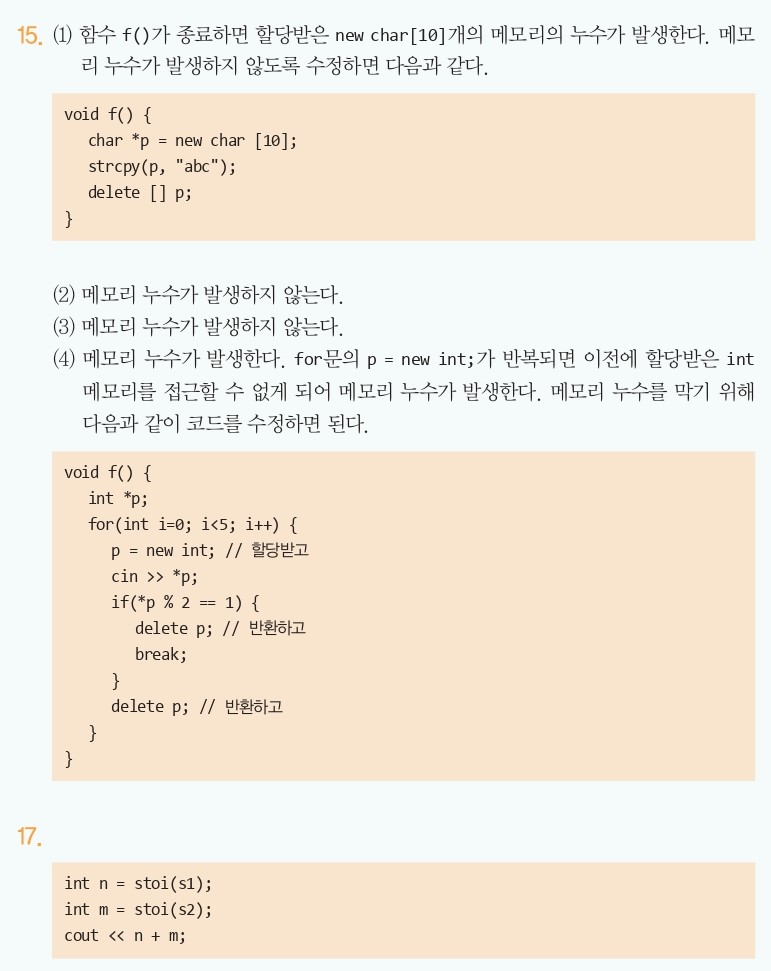 15. (1) 함수 f()가 종료하면 할당받은 new char[10]개의 메모리의 누수가 발생한다. 메모
리 누수가 발생하지 않도록 수정하면 다음과 같다.
void f() {
char *p = new char [10];
strcpy(p, "abc");
delete [] p;
}
(2) 메모리 누수가 발생하지 않는다.
(3) 메모리 누수가 발생하지 않는다.
(4) 메모리 누수가 발생한다. for문의 p = new int;가 반복되면 이전에 할당받은 int
메모리를 접근할 수 없게 되어 메모리 누수가 발생한다. 메모리 누수를 막기 위해
다음과 같이 코드를 수정하면 된다.
void f() {
int *p;
for(int i=0; i<5; i++) {
p = new int; // 할당받고
cin >> *p;
if(*p % 2 == 1) {
delete p; // 반환하고
break;
}
delete p; // 반환하고
}
}
17.
int n = stoi(s1);
int m = stoi(s2);
cout << n + m;